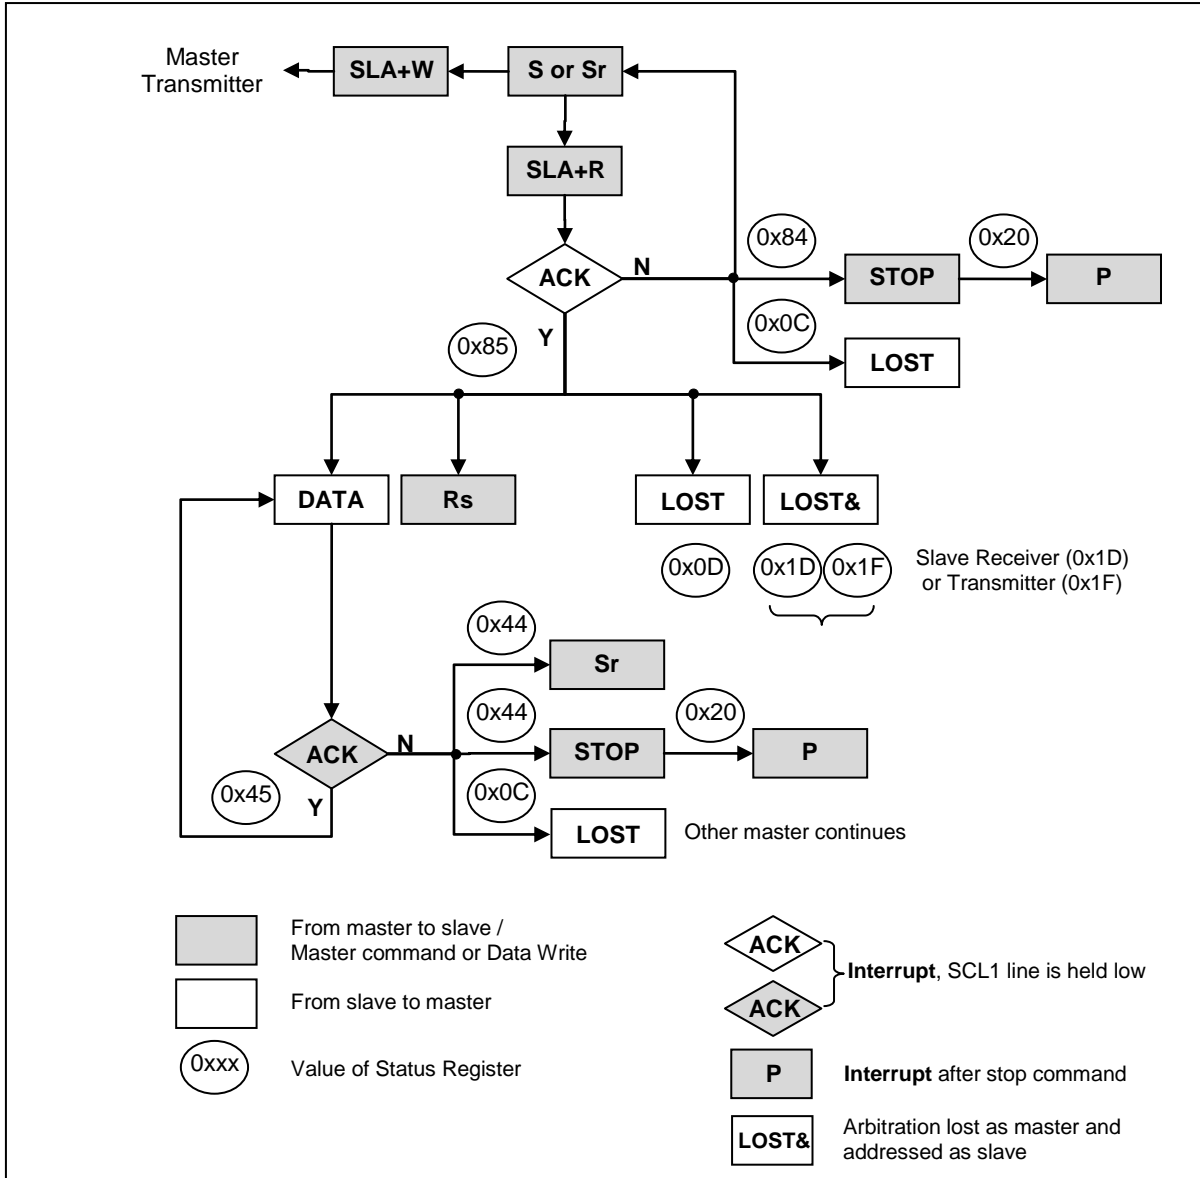 Master
Transmitter
SLA+W
S or Sr
SLA+R
ACK
N
0x84
STOP
0x20
P
0x0C
LOST
Y
0x85
DATA
Rs
LOST
LOST&
0x0D
0x1D
0x1F
Slave Receiver (0x1D)
or Transmitter (0x1F)
0x44
Sr
ACK
N
0x44
STOP
0x20
P
0x45
Y
0x0C
LOST
Other master continues
From master to slave /
Master command or Data Write
From slave to master
0xxx
Value of Status Register
ACK
ACK
Interrupt, SCL1 line is held low
P
Interrupt after stop command
LOST&
Arbitration lost as master and
addressed as slave